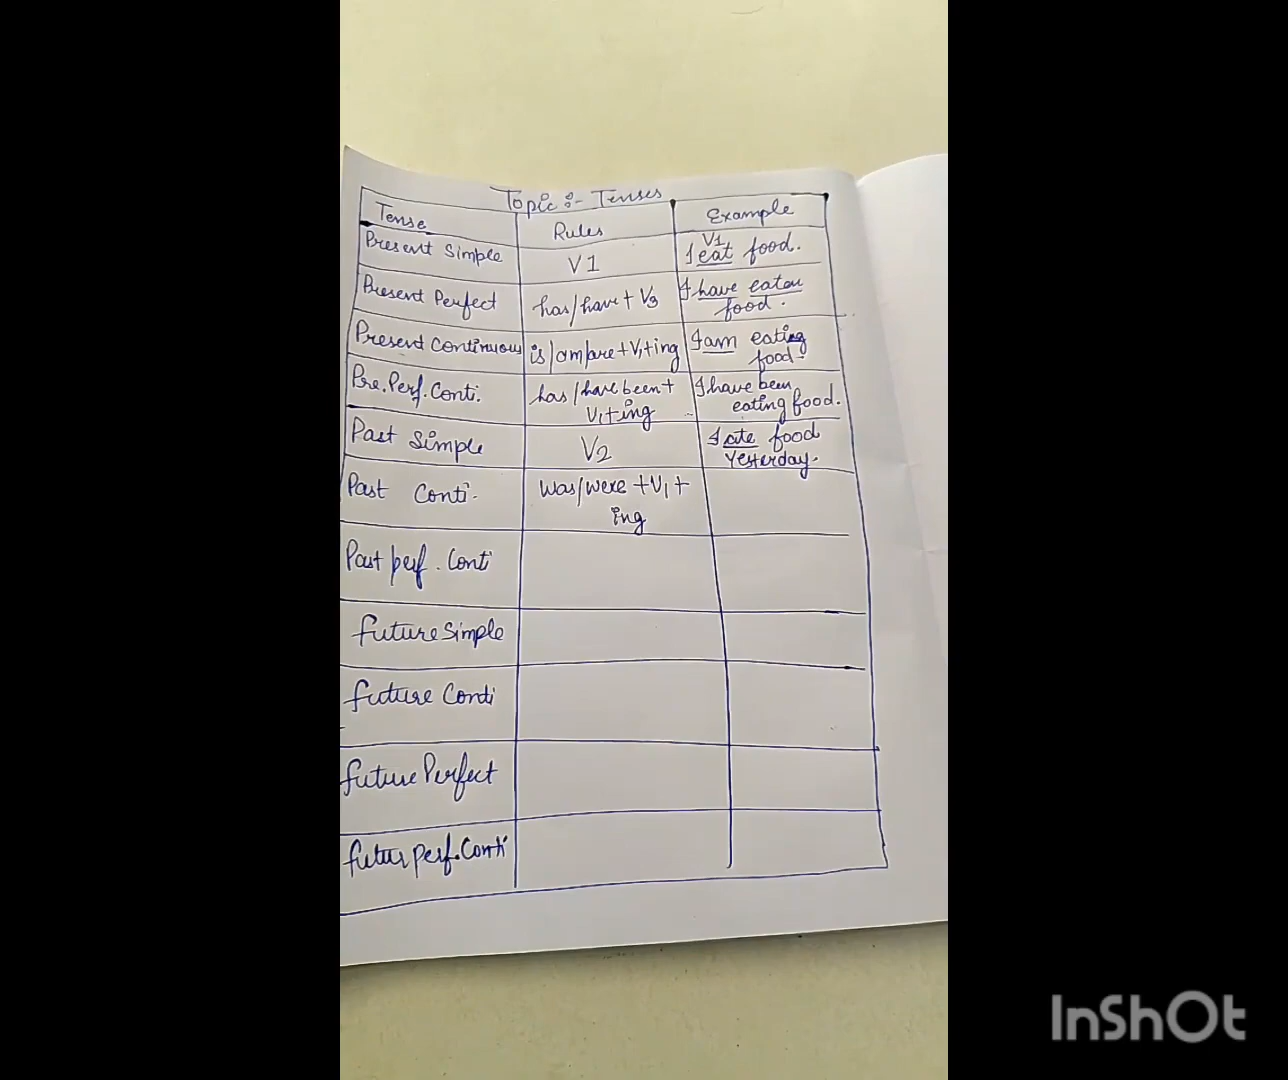 Topic :- Tenses
Tense
Rules
Example
Present Simple
V1
V1
I eat food.
Present Perfect
has/have + V3
I have eaten
food.
Present Continuous
is/am/are+V1+ing
I am eating
food.
Pre. Perf. Conti.
has/have been+
V1+ing
I have been
eating food.
Past Simple
V2
I ate food
Yesterday.
Past Conti.
was/were +V1+
ing
Past perf. Conti
future Simple
future Conti
future Perfect
futur perf. Conti
InShOt